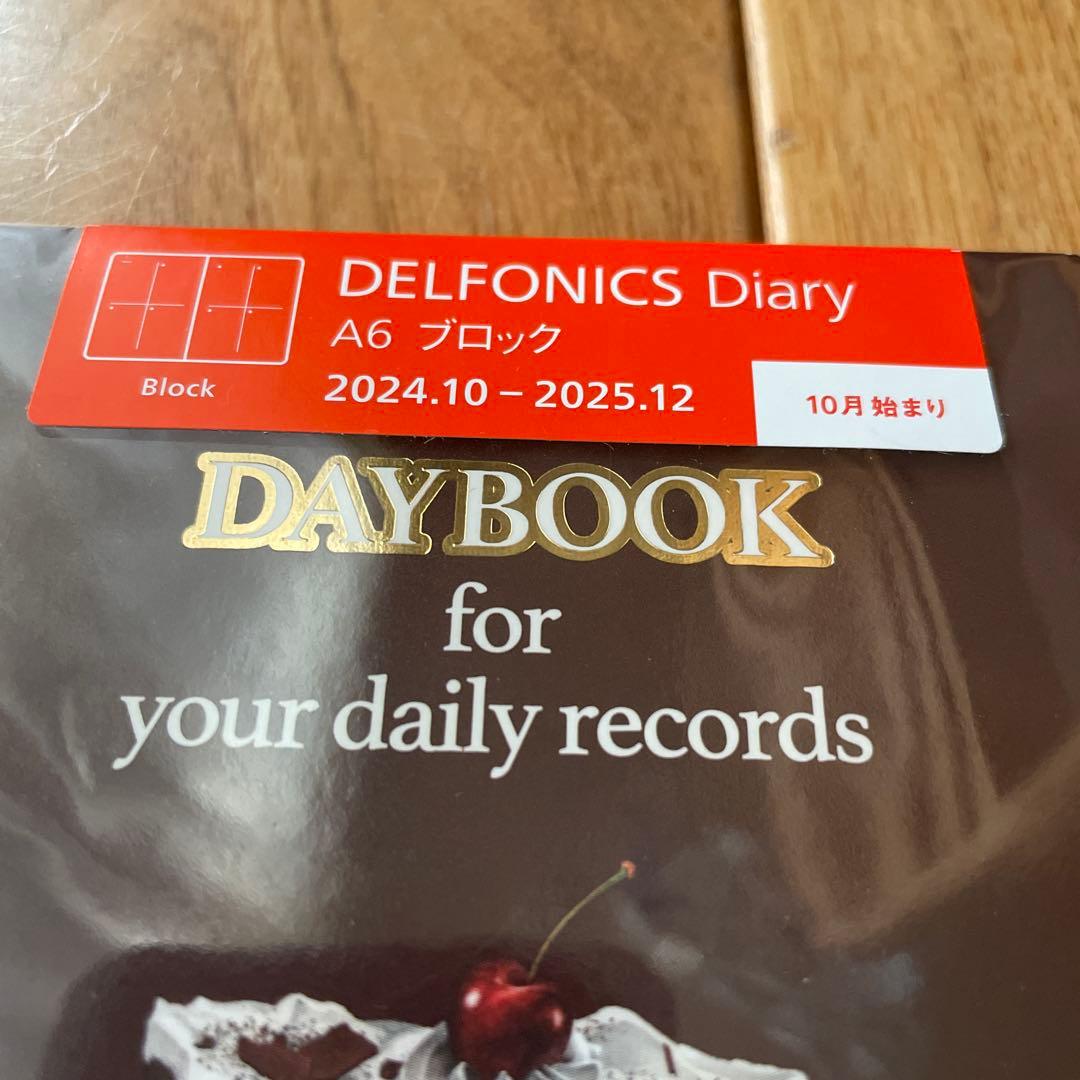 DELFONICS Diary
A6 ブロック
Block
2024.10 – 2025.12
10月 始まり
DAYBOOK
for
your daily records